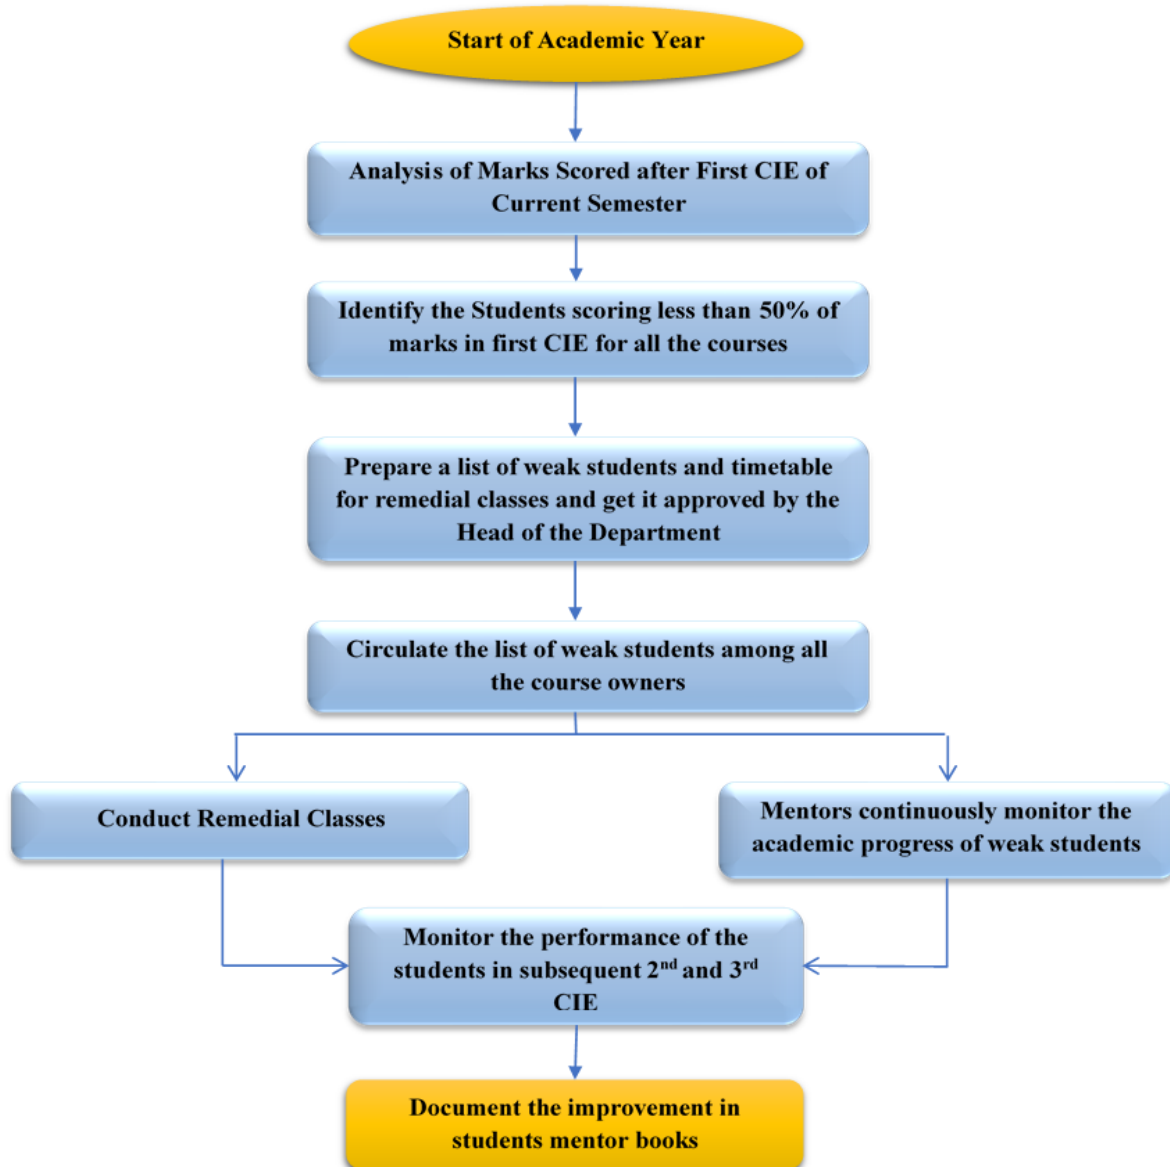 Start of Academic Year
Analysis of Marks Scored after First CIE of
Current Semester
Identify the Students scoring less than 50% of
marks in first CIE for all the courses
Prepare a list of weak students and timetable
for remedial classes and get it approved by the
Head of the Department
Circulate the list of weak students among all
the course owners
Conduct Remedial Classes
Mentors continuously monitor the
academic progress of weak students
Monitor the performance of the
students in subsequent 2nd and 3rd
CIE
Document the improvement in
students mentor books